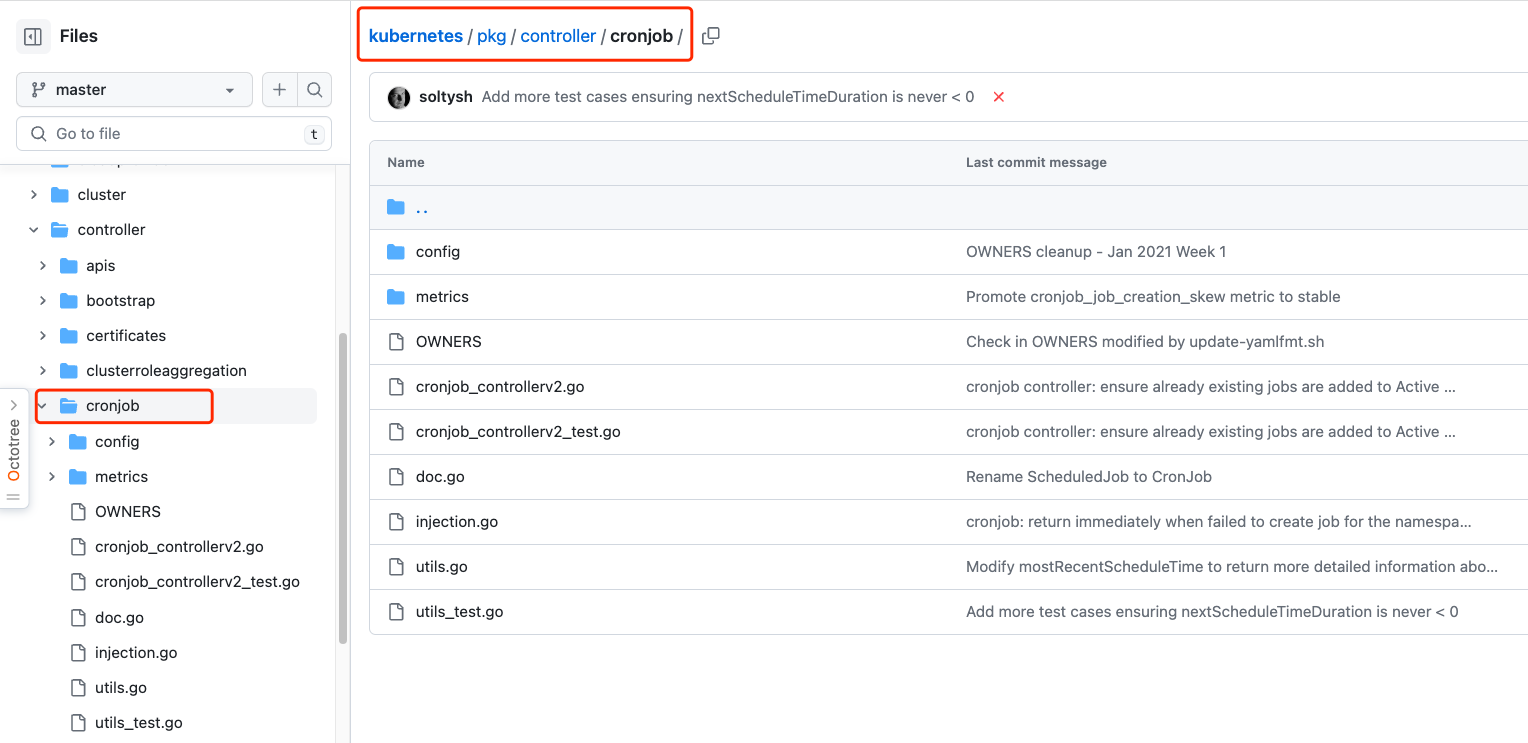 Files
master
Go to file
t
cluster
controller
apis
bootstrap
certificates
clusterroleaggregation
cronjob
config
metrics
OWNERS
cronjob_controllerv2.go
cronjob_controllerv2_test.go
doc.go
injection.go
utils.go
utils_test.go
Octotree
kubernetes / pkg / controller / cronjob /
soltysh Add more test cases ensuring nextScheduleTimeDuration is never < 0
Name Last commit message
..
config OWNERS cleanup - Jan 2021 Week 1
metrics Promote cronjob_job_creation_skew metric to stable
OWNERS Check in OWNERS modified by update-yamlfmt.sh
cronjob_controllerv2.go cronjob controller: ensure already existing jobs are added to Active ...
cronjob_controllerv2_test.go cronjob controller: ensure already existing jobs are added to Active ...
doc.go Rename ScheduledJob to CronJob
injection.go cronjob: return immediately when failed to create job for the namespa...
utils.go Modify mostRecentScheduleTime to return more detailed information abo...
utils_test.go Add more test cases ensuring nextScheduleTimeDuration is never < 0